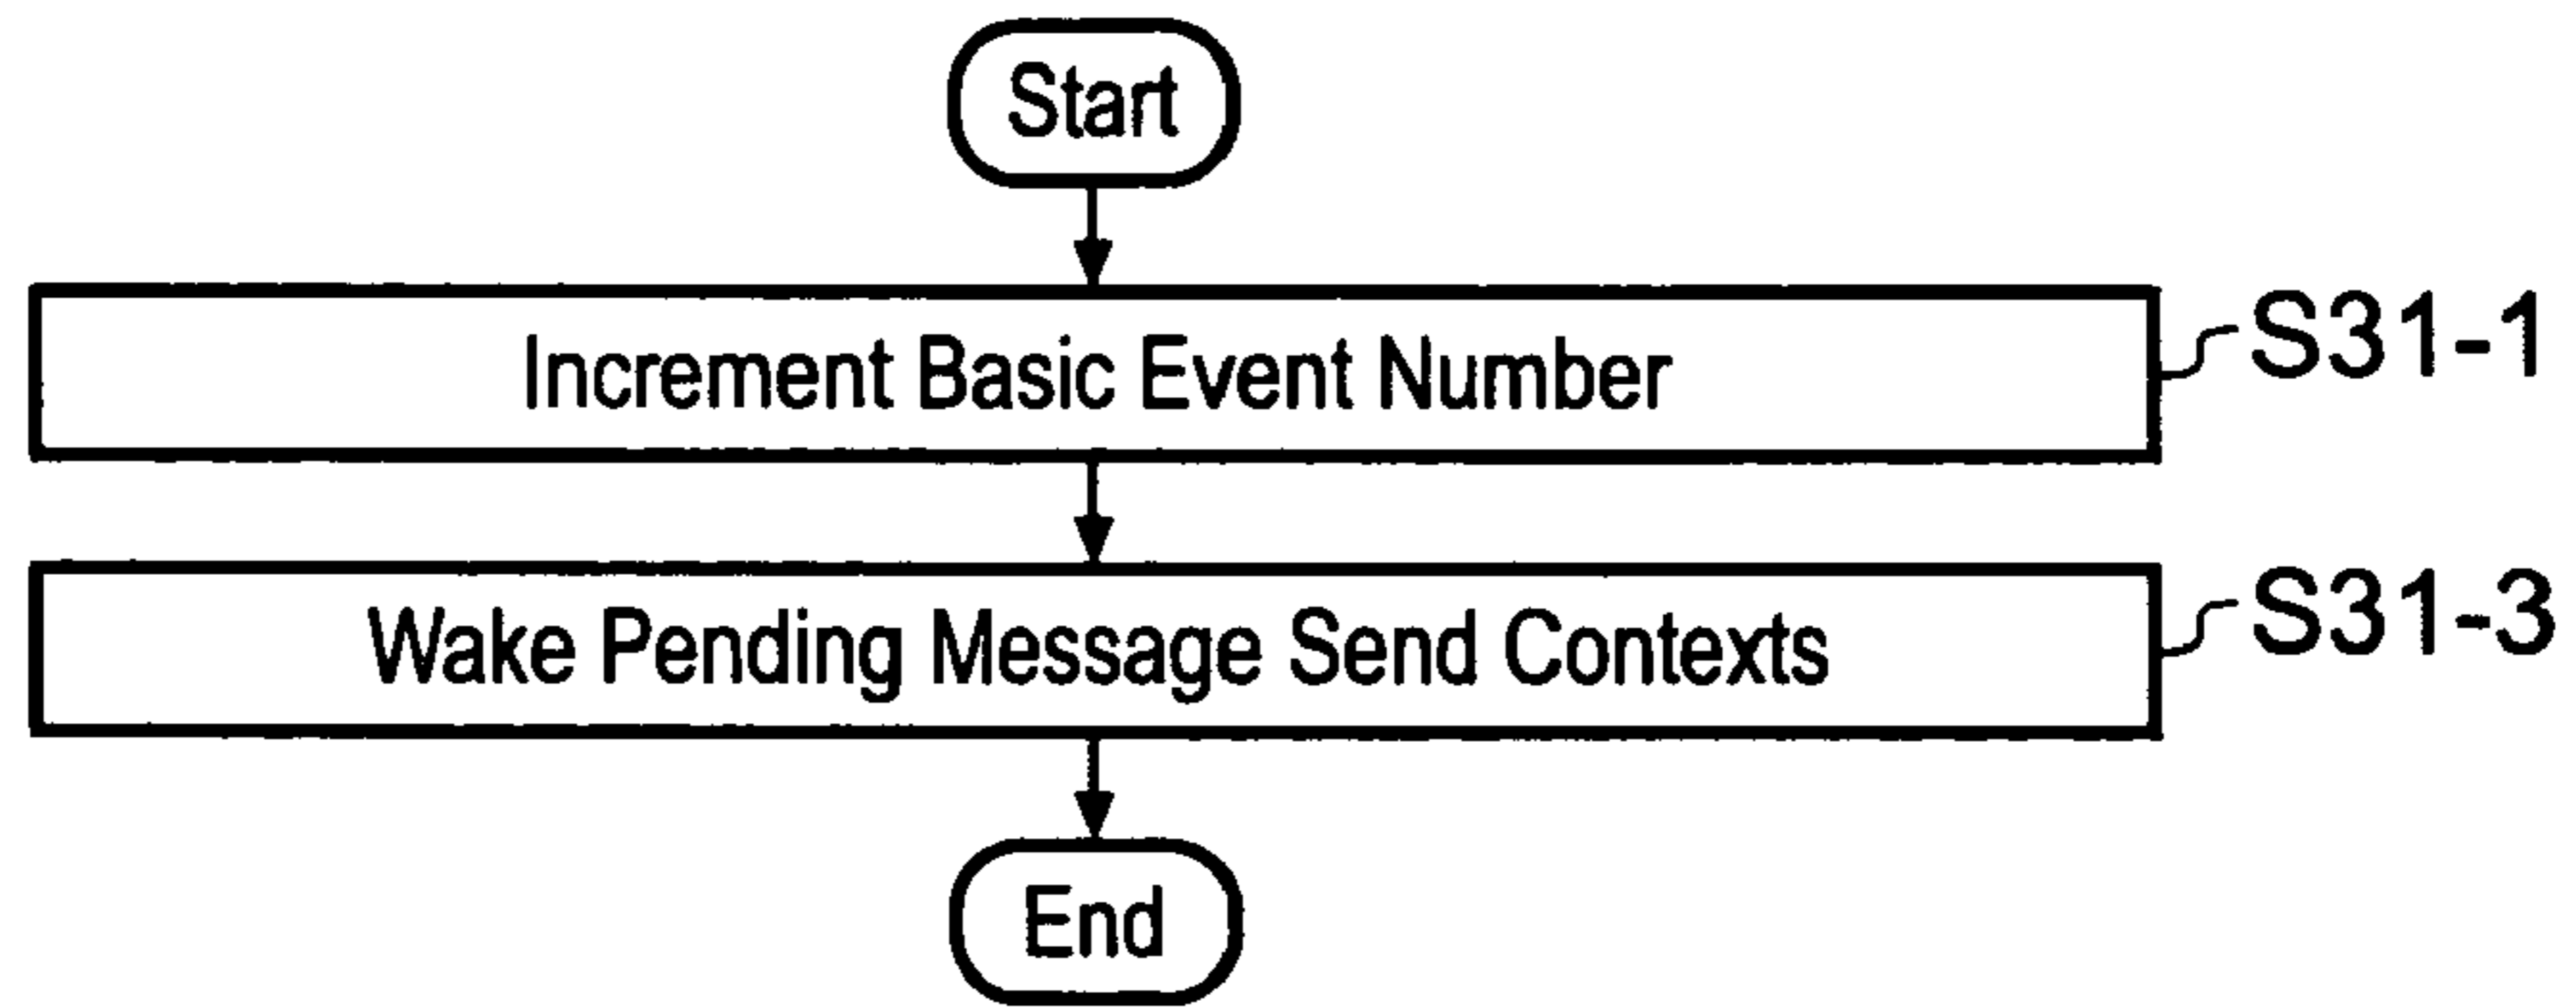 Start
Increment Basic Event Number
S31-1
Wake Pending Message Send Contexts
S31-3
End